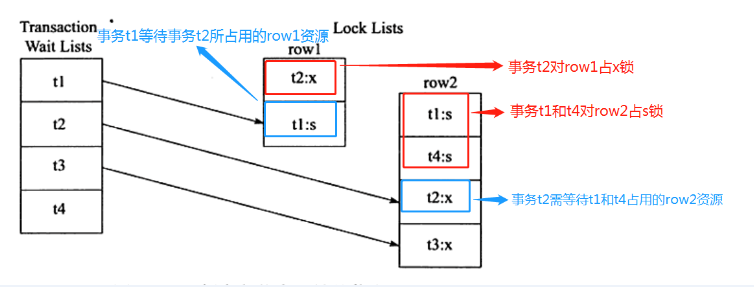 Transaction
Wait Lists
t1
t2
t3
t4
事务t1等待事务t2所占用的row1资源
Lock Lists
row1
t2:x
t1:s
row2
t1:s
t4:s
t2:x
t3:x
事务t2对row1占x锁
事务t1和t4对row2占s锁
事务t2需等待t1和t4占用的row2资源